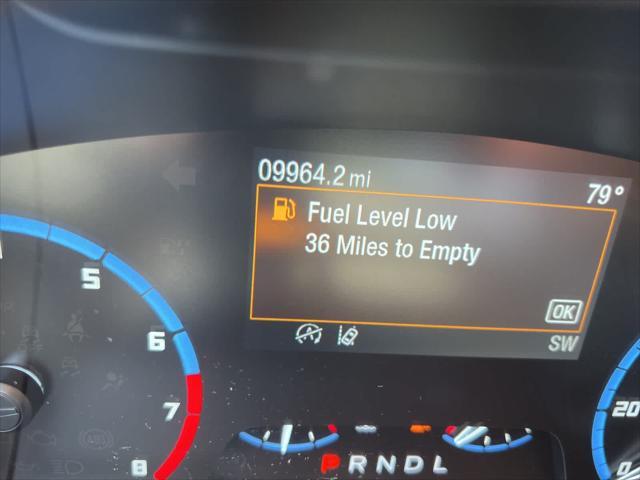 09964.2 mi
79°
Fuel Level Low
36 Miles to Empty
OK
SW
5
6
7
8
20
0
PRNDL